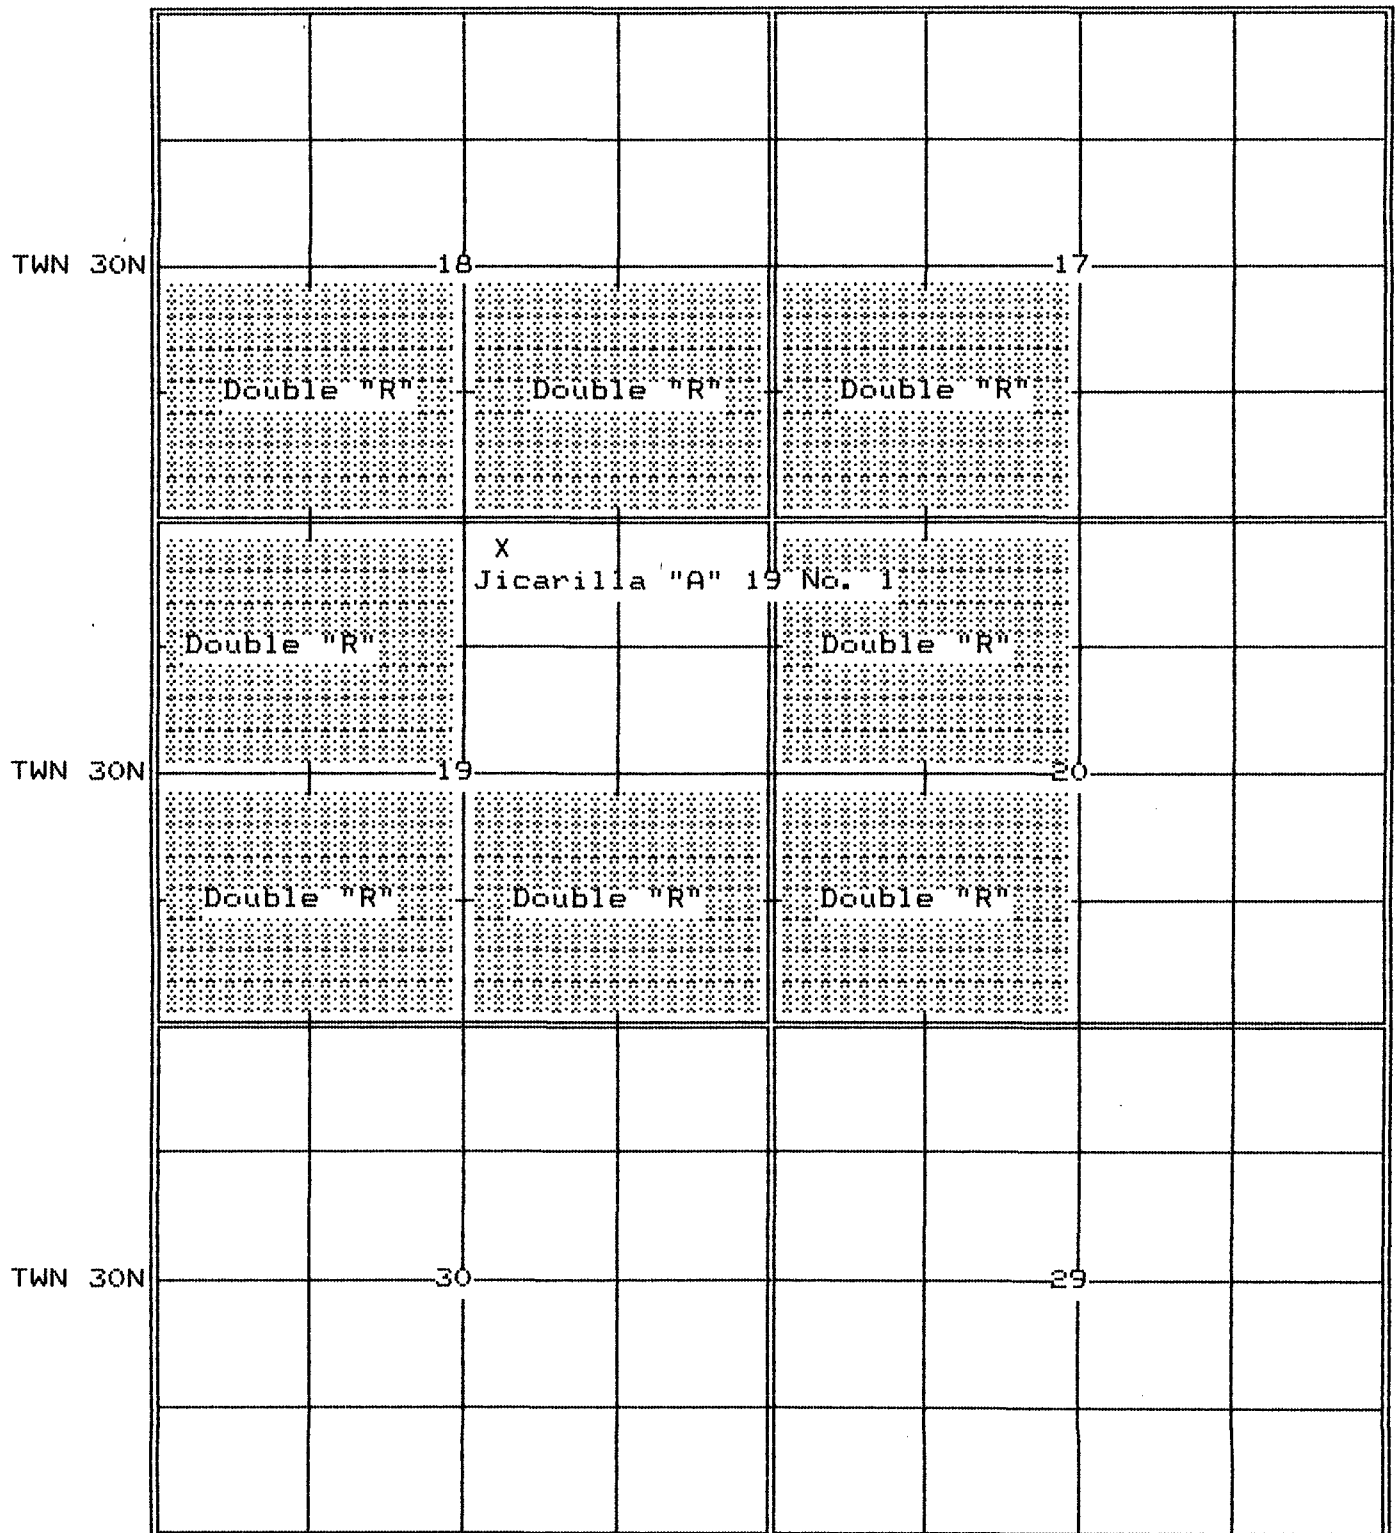 TWN 30N 18 17
Double "R" Double "R" Double "R"
X
Jicarilla "A" 19 No. 1
Double "R" Double "R"
TWN 30N 19 20
Double "R" Double "R" Double "R"
TWN 30N 30 29